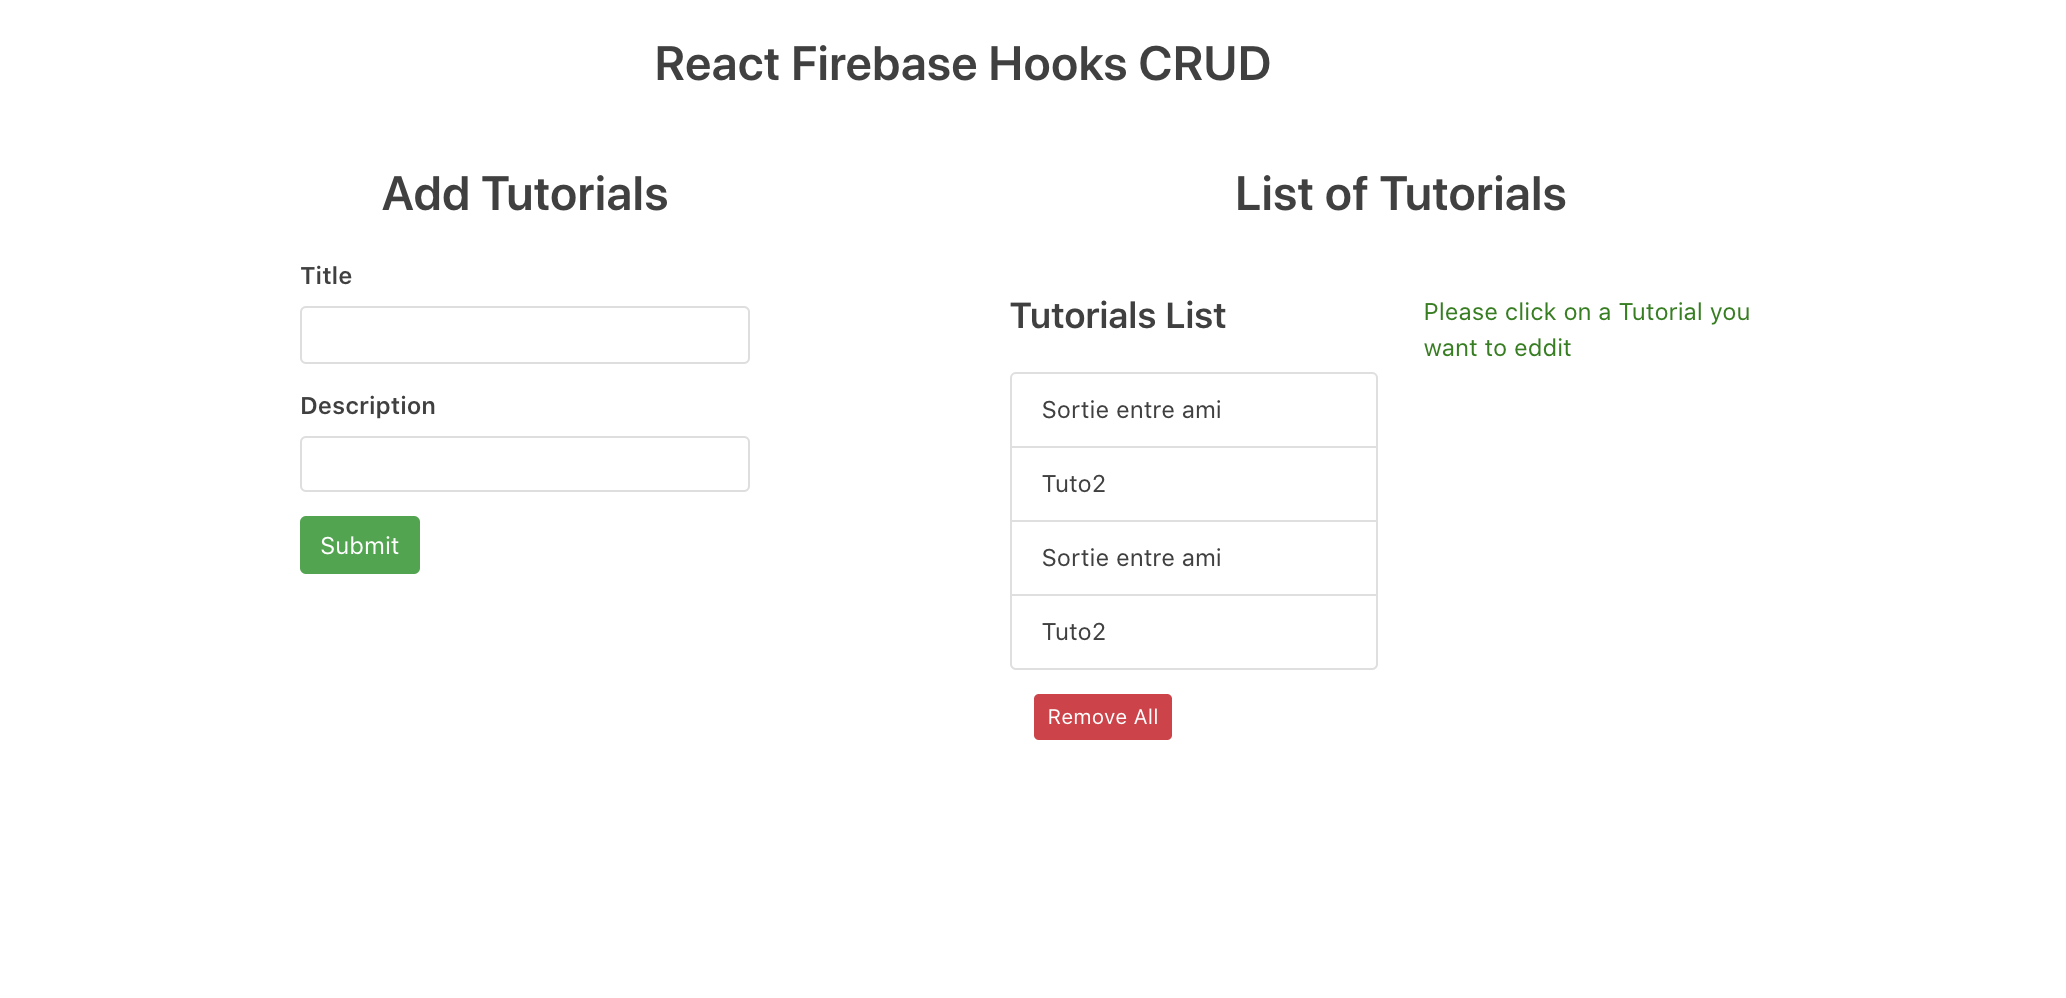 React Firebase Hooks CRUD
Add Tutorials
Title
Description
Submit
List of Tutorials
Tutorials List
Sortie entre ami
Tuto2
Sortie entre ami
Tuto2
Remove All
Please click on a Tutorial you
want to eddit